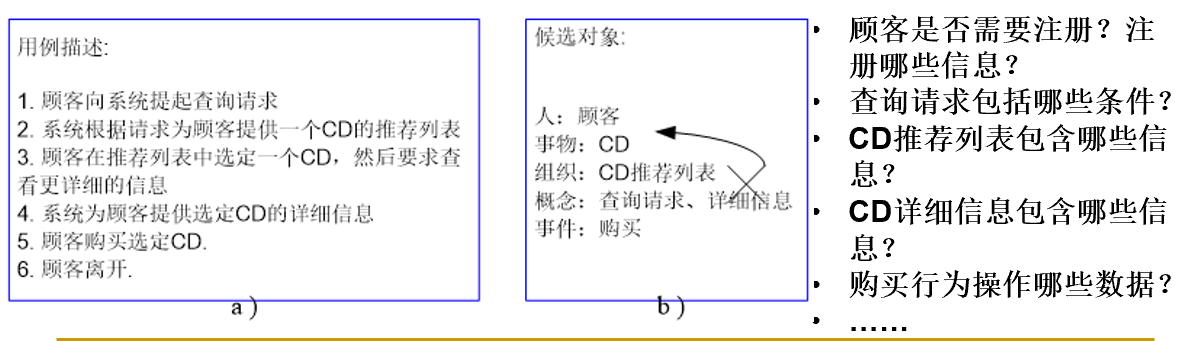 用例描述:
1. 顾客向系统提起查询请求
2. 系统根据请求为顾客提供一个CD的推荐列表
3. 顾客在推荐列表中选定一个CD，然后要求查
看更详细的信息
4. 系统为顾客提供选定CD的详细信息
5. 顾客购买选定CD.
6. 顾客离开.
a )
候选对象:
人：顾客
事物：CD
组织：CD推荐列表
概念：查询请求、详细信息
事件：购买
b )
• 顾客是否需要注册？注
册哪些信息？
• 查询请求包括哪些条件？
• CD推荐列表包含哪些信
息？
• CD详细信息包含哪些信
息？
• 购买行为操作哪些数据？
• ……